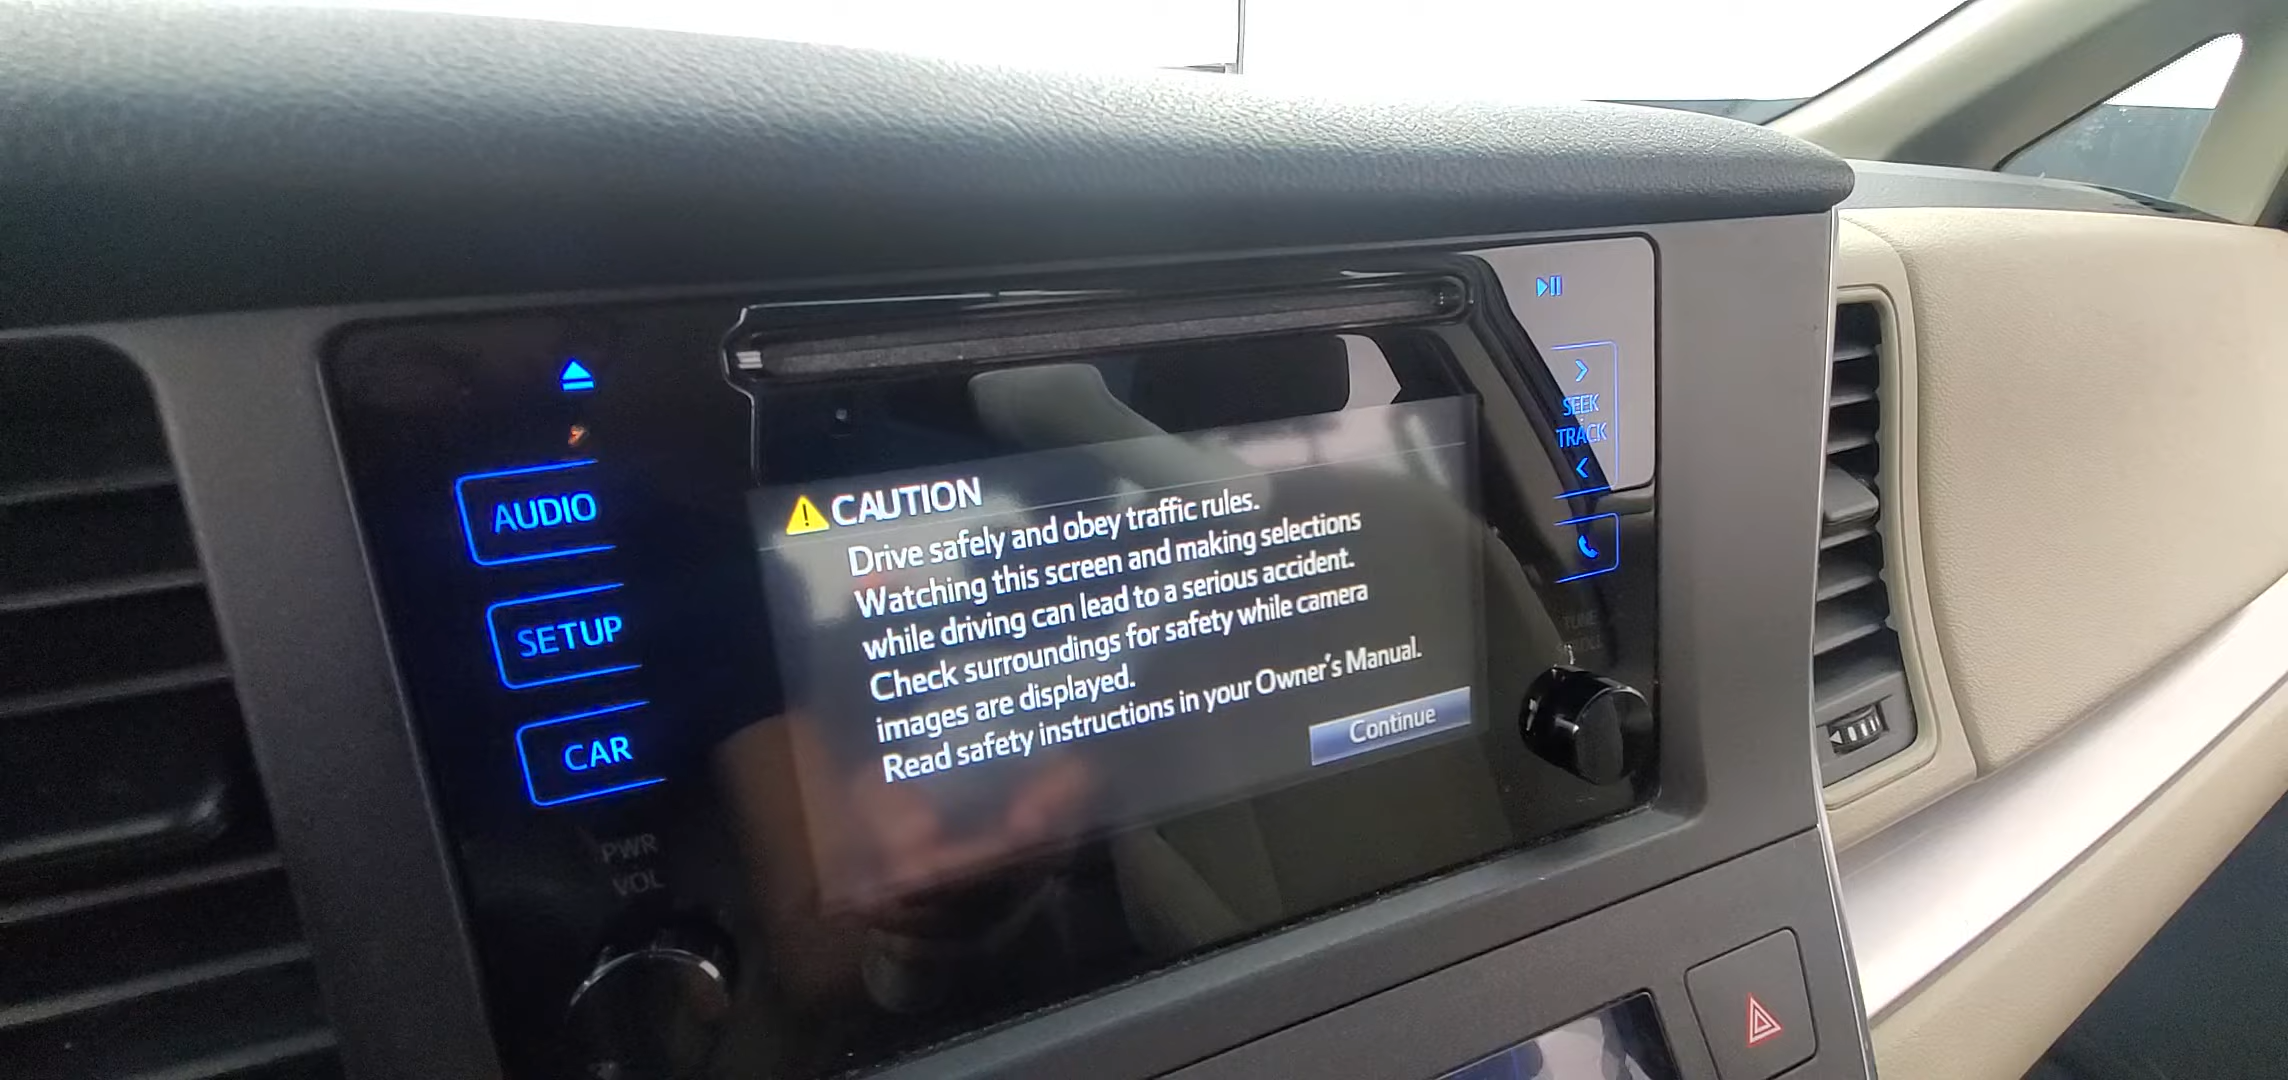 AUDIO
SETUP
CAR
PWR
VOL
CAUTION
Drive safely and obey traffic rules.
Watching this screen and making selections
while driving can lead to a serious accident.
Check surroundings for safety while camera
images are displayed.
Read safety instructions in your Owner's Manual.
Continue
SEEK
TRACK
TUNE